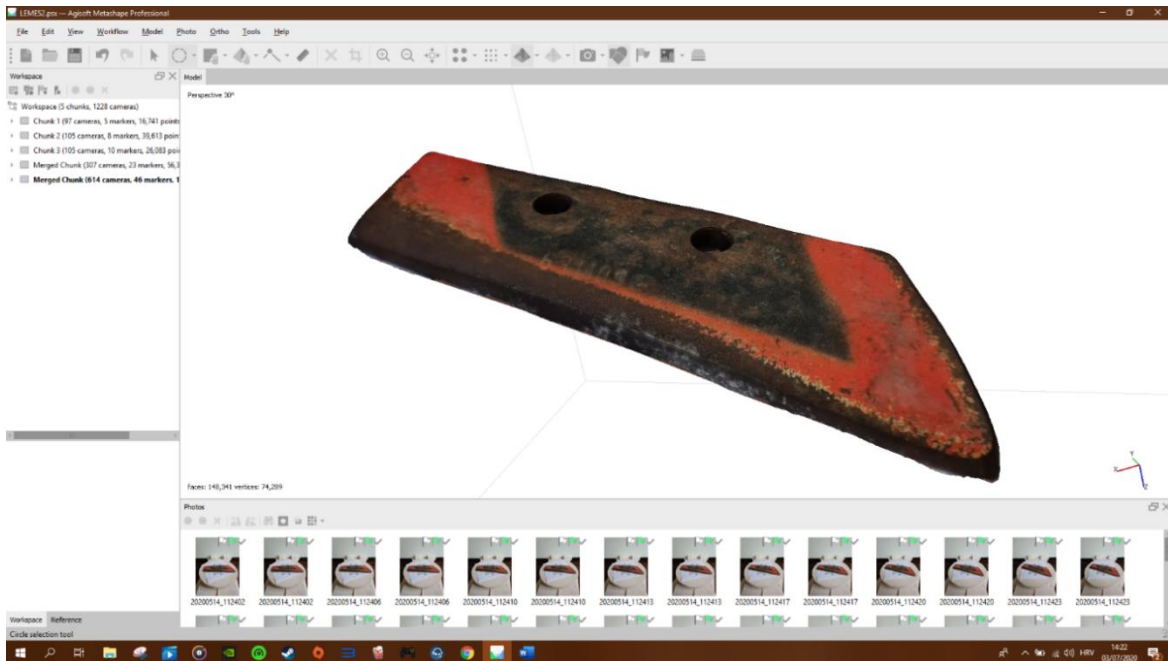 LEMES2.psx — Agisoft Metashape Professional
File Edit View Workflow Model Photo Ortho Tools Help
Workspace
Model
Workspace (5 chunks, 1228 cameras)
Chunk 1 (97 cameras, 5 markers, 16,741 points
Chunk 2 (105 cameras, 8 markers, 39,613 poin
Chunk 3 (105 cameras, 10 markers, 26,083 poi
Merged Chunk (307 cameras, 23 markers, 56,3
Merged Chunk (614 cameras, 46 markers, 1
Perspective 30°
X Y Z
Faces: 148,341 vertices: 74,289
Photos
20200514_112402 20200514_112402 20200514_112406 20200514_112406 20200514_112410 20200514_112410 20200514_112413 20200514_112413 20200514_112417 20200514_112417 20200514_112420 20200514_112420 20200514_112423 20200514_112423
Workspace Reference
Circle selection tool
HRV
14:22
03/07/2020